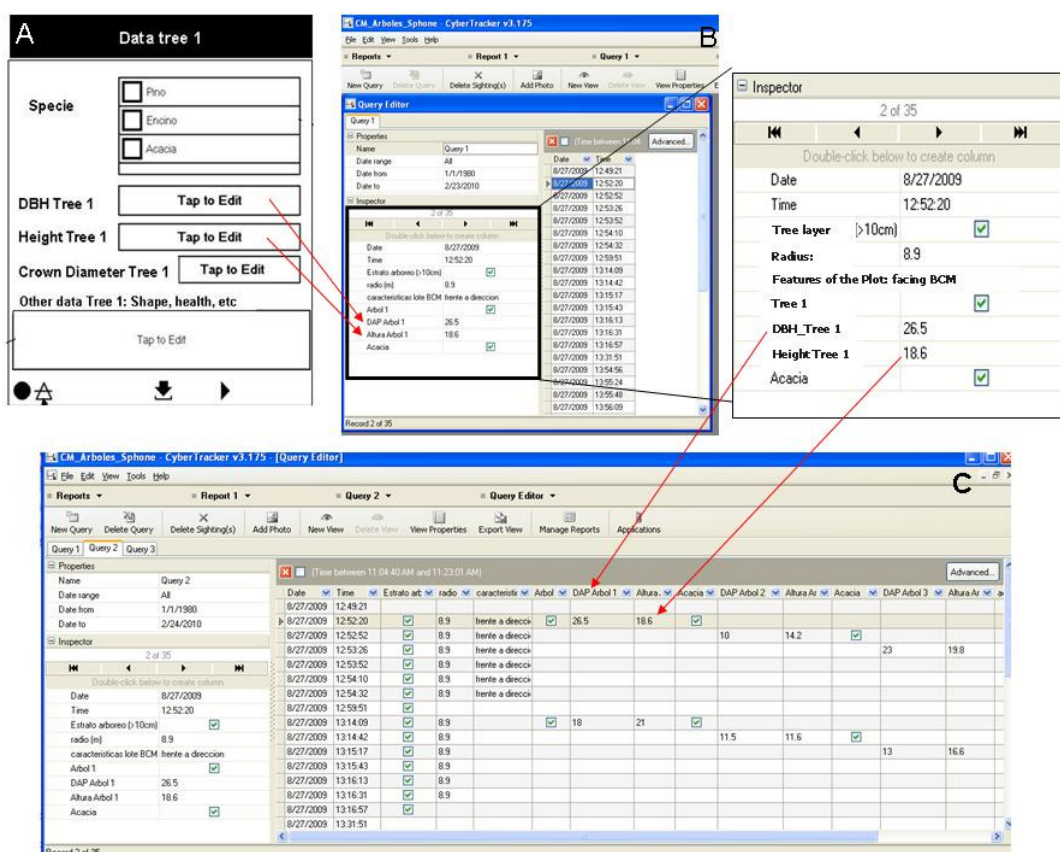 A
Data tree 1
Specie
Pino
Encino
Acacia
DBH Tree 1 Tap to Edit
Height Tree 1 Tap to Edit
Crown Diameter Tree 1 Tap to Edit
Other data Tree 1: Shape, health, etc
Tap to Edit
CM_Arboles_Sphone - CyberTracker v3.175
B
File Edit View Tools Help
Reports Report 1 Query 1
New Query Delete Query Delete Sighting(s) Add Photo New View Delete View View Properties
Query Editor
Query 1
Properties
Name Query 1
Date range All
Date from 1/1/1980
Date to 2/23/2010
Inspector
2 of 35
Double-click below to create column
Date 8/27/2009
Time 12:52:20
Estrato arboreo (>10cm)
radio (m) 8.9
caracteristicas lote BCM frente a direccion
Arbol 1
DAP Arbol 1 26.5
Altura Arbol 1 18.6
Acacia
(Time between 11:04: Advanced...
Date Time
8/27/2009 12:49:21
8/27/2009 12:52:20
8/27/2009 12:52:52
8/27/2009 12:53:26
8/27/2009 12:53:52
8/27/2009 12:54:10
8/27/2009 12:54:32
8/27/2009 12:59:51
8/27/2009 13:14:09
8/27/2009 13:14:42
8/27/2009 13:15:17
8/27/2009 13:15:43
8/27/2009 13:16:13
8/27/2009 13:16:31
8/27/2009 13:16:57
8/27/2009 13:31:51
8/27/2009 13:54:56
8/27/2009 13:55:24
8/27/2009 13:55:48
8/27/2009 13:56:09
Record 2 of 35
Inspector
2 of 35
Double-click below to create column
Date 8/27/2009
Time 12:52:20
Tree layer (>10cm)
Radius: 8.9
Features of the Plot: facing BCM
Tree 1
DBH_Tree 1 26.5
Height Tree 1 18.6
Acacia
CM_Arboles_Sphone - CyberTracker v3.175 - [Query Editor]
C
File Edit View Tools Help
Reports Report 1 Query 2 Query Editor
New Query Delete Query Delete Sighting(s) Add Photo New View Delete View View Properties Export View Manage Reports Applications
Query 1 Query 2 Query 3
Properties
Name Query 2
Date range All
Date from 1/1/1980
Date to 2/24/2010
Inspector
2 of 35
Double-click below to create column
Date 8/27/2009
Time 12:52:20
Estrato arboreo (>10cm)
radio (m) 8.9
caracteristicas lote BCM frente a direccion
Arbol 1
DAP Arbol 1 26.5
Altura Arbol 1 18.6
Acacia
(Time between 11:04:40 AM and 11:23:01 AM) Advanced...
Date Time Estrato art radio caracteristic Arbol DAP Arbol 1 Altura Acacia DAP Arbol 2 Altura Ar Acacia DAP Arbol 3 Altura Ar
8/27/2009 12:49:21
8/27/2009 12:52:20 8.9 frente a direcci 26.5 18.6
8/27/2009 12:52:52 8.9 frente a direcci 10 14.2
8/27/2009 12:53:26 8.9 frente a direcci 23 19.8
8/27/2009 12:53:52 8.9 frente a direcci
8/27/2009 12:54:10 8.9 frente a direcci
8/27/2009 12:54:32 8.9 frente a direcci
8/27/2009 12:59:51
8/27/2009 13:14:09 8.9 18 21
8/27/2009 13:14:42 8.9 11.5 11.6
8/27/2009 13:15:17 8.9 13 16.6
8/27/2009 13:15:43 8.9
8/27/2009 13:16:13 8.9
8/27/2009 13:16:31 8.9
8/27/2009 13:16:57
8/27/2009 13:31:51
Record 2 of 35